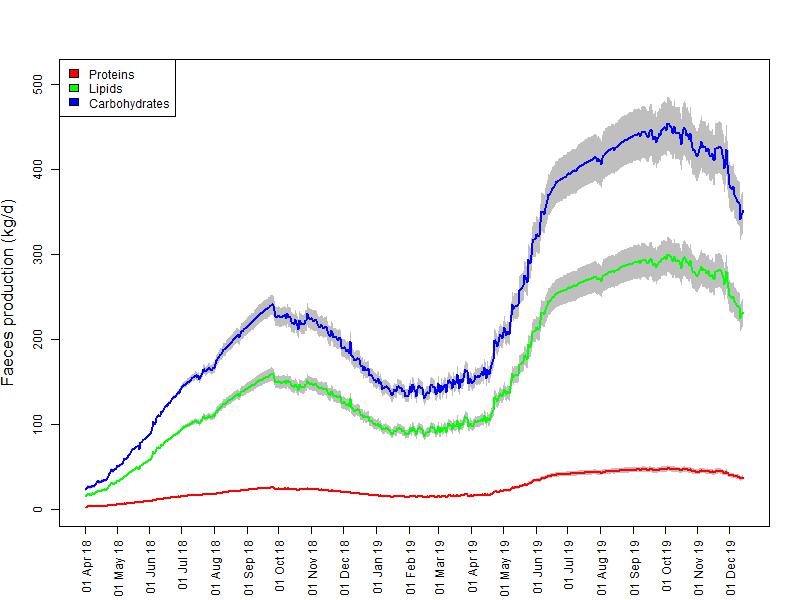 Proteins
Lipids
Carbohydrates
Faeces production (kg/d)
500
400
300
200
100
0
01 Apr 18
01 May 18
01 Jun 18
01 Jul 18
01 Aug 18
01 Sep 18
01 Oct 18
01 Nov 18
01 Dec 18
01 Jan 19
01 Feb 19
01 Mar 19
01 Apr 19
01 May 19
01 Jun 19
01 Jul 19
01 Aug 19
01 Sep 19
01 Oct 19
01 Nov 19
01 Dec 19